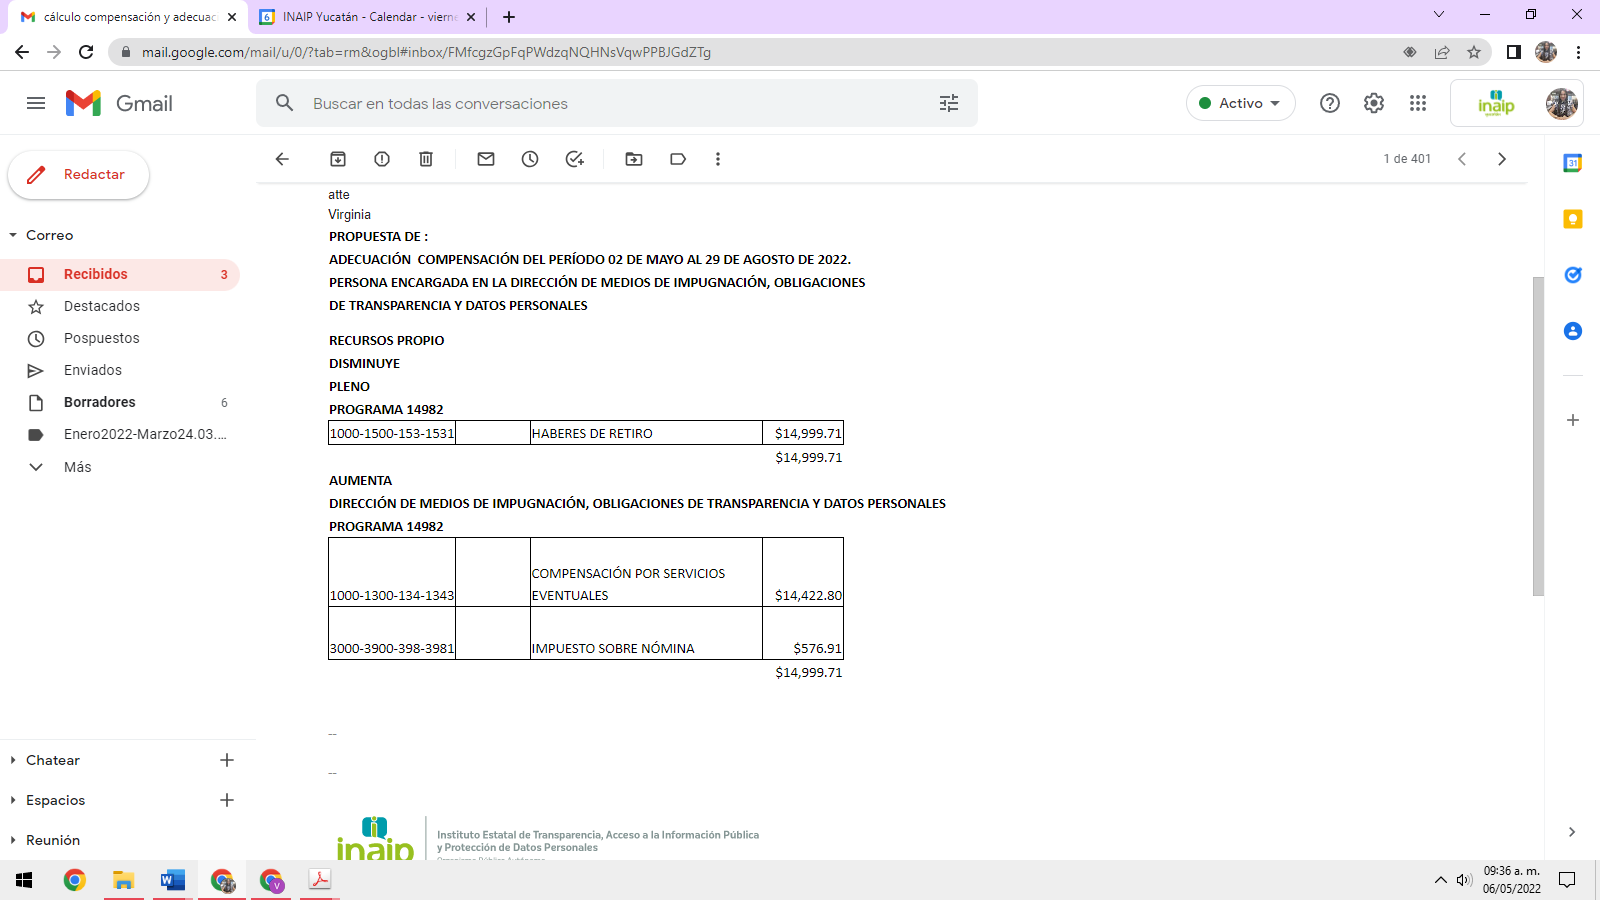 cálculo compensación y adecuac
INAIP Yucatán - Calendar - vierne
mail.google.com/mail/u/0/?tab=rm&ogbl#inbox/FMfcgzGpFqPWdzqNQHNsVqwPPBJGdZTg
Gmail
Buscar en todas las conversaciones
Activo
inaip
Redactar
1 de 401
Correo
Recibidos 3
Destacados
Pospuestos
Enviados
Borradores 6
Enero2022-Marzo24.03....
Más
Chatear
Espacios
Reunión
atte
Virginia
PROPUESTA DE :
ADECUACIÓN COMPENSACIÓN DEL PERÍODO 02 DE MAYO AL 29 DE AGOSTO DE 2022.
PERSONA ENCARGADA EN LA DIRECCIÓN DE MEDIOS DE IMPUGNACIÓN, OBLIGACIONES
DE TRANSPARENCIA Y DATOS PERSONALES
RECURSOS PROPIO
DISMINUYE
PLENO
PROGRAMA 14982
1000-1500-153-1531 HABERES DE RETIRO $14,999.71
$14,999.71
AUMENTA
DIRECCIÓN DE MEDIOS DE IMPUGNACIÓN, OBLIGACIONES DE TRANSPARENCIA Y DATOS PERSONALES
PROGRAMA 14982
COMPENSACIÓN POR SERVICIOS
1000-1300-134-1343 EVENTUALES $14,422.80
3000-3900-398-3981 IMPUESTO SOBRE NÓMINA $576.91
$14,999.71
--
--
inaip
Instituto Estatal de Transparencia, Acceso a la Información Pública
y Protección de Datos Personales
09:36 a. m.
06/05/2022